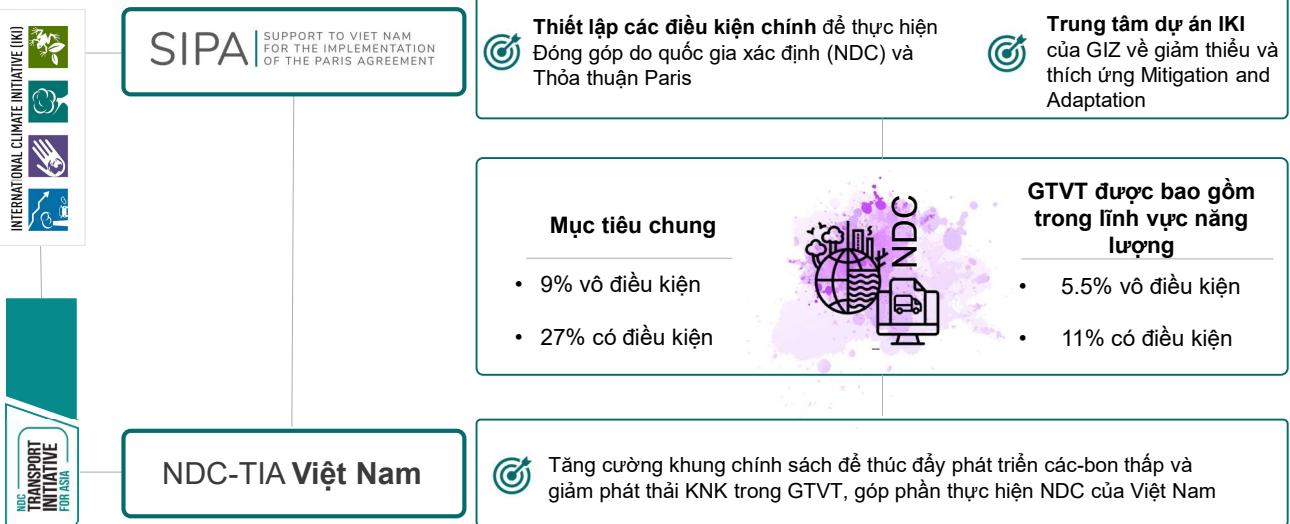 INTERNATIONAL CLIMATE INITIATIVE (IKI)
SIPA
SUPPORT TO VIET NAM
FOR THE IMPLEMENTATION
OF THE PARIS AGREEMENT
Thiết lập các điều kiện chính để thực hiện
Đóng góp do quốc gia xác định (NDC) và
Thỏa thuận Paris
Trung tâm dự án IKI
của GIZ về giảm thiểu và
thích ứng Mitigation and
Adaptation
Mục tiêu chung
• 9% vô điều kiện
• 27% có điều kiện
NDC
GTVT được bao gồm
trong lĩnh vực năng
lượng
• 5.5% vô điều kiện
• 11% có điều kiện
NDC
TRANSPORT
INITIATIVE
FOR ASIA
NDC-TIA Việt Nam
Tăng cường khung chính sách để thúc đẩy phát triển các-bon thấp và
giảm phát thải KNK trong GTVT, góp phần thực hiện NDC của Việt Nam